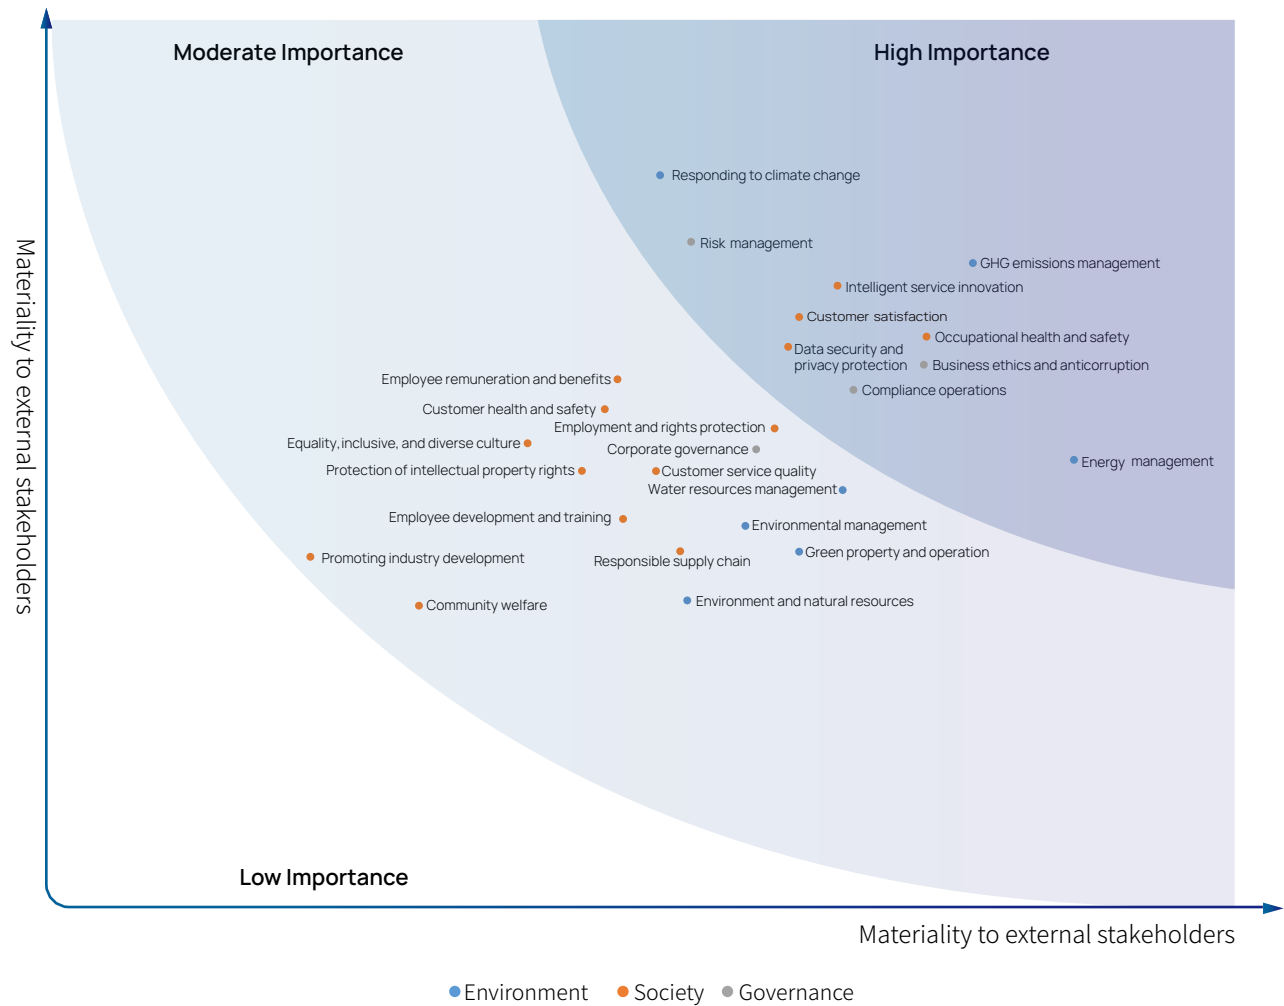 Moderate Importance
High Importance
Responding to climate change
Risk management
GHG emissions management
Intelligent service innovation
Customer satisfaction
Occupational health and safety
Data security and
privacy protection
Business ethics and anticorruption
Compliance operations
Employee remuneration and benefits
Customer health and safety
Employment and rights protection
Equality, inclusive, and diverse culture
Corporate governance
Energy management
Protection of intellectual property rights
Customer service quality
Water resources management
Employee development and training
Environmental management
Green property and operation
Responsible supply chain
Promoting industry development
Community welfare
Environment and natural resources
Materiality to external stakeholders
Low Importance
Materiality to external stakeholders
Environment
Society
Governance